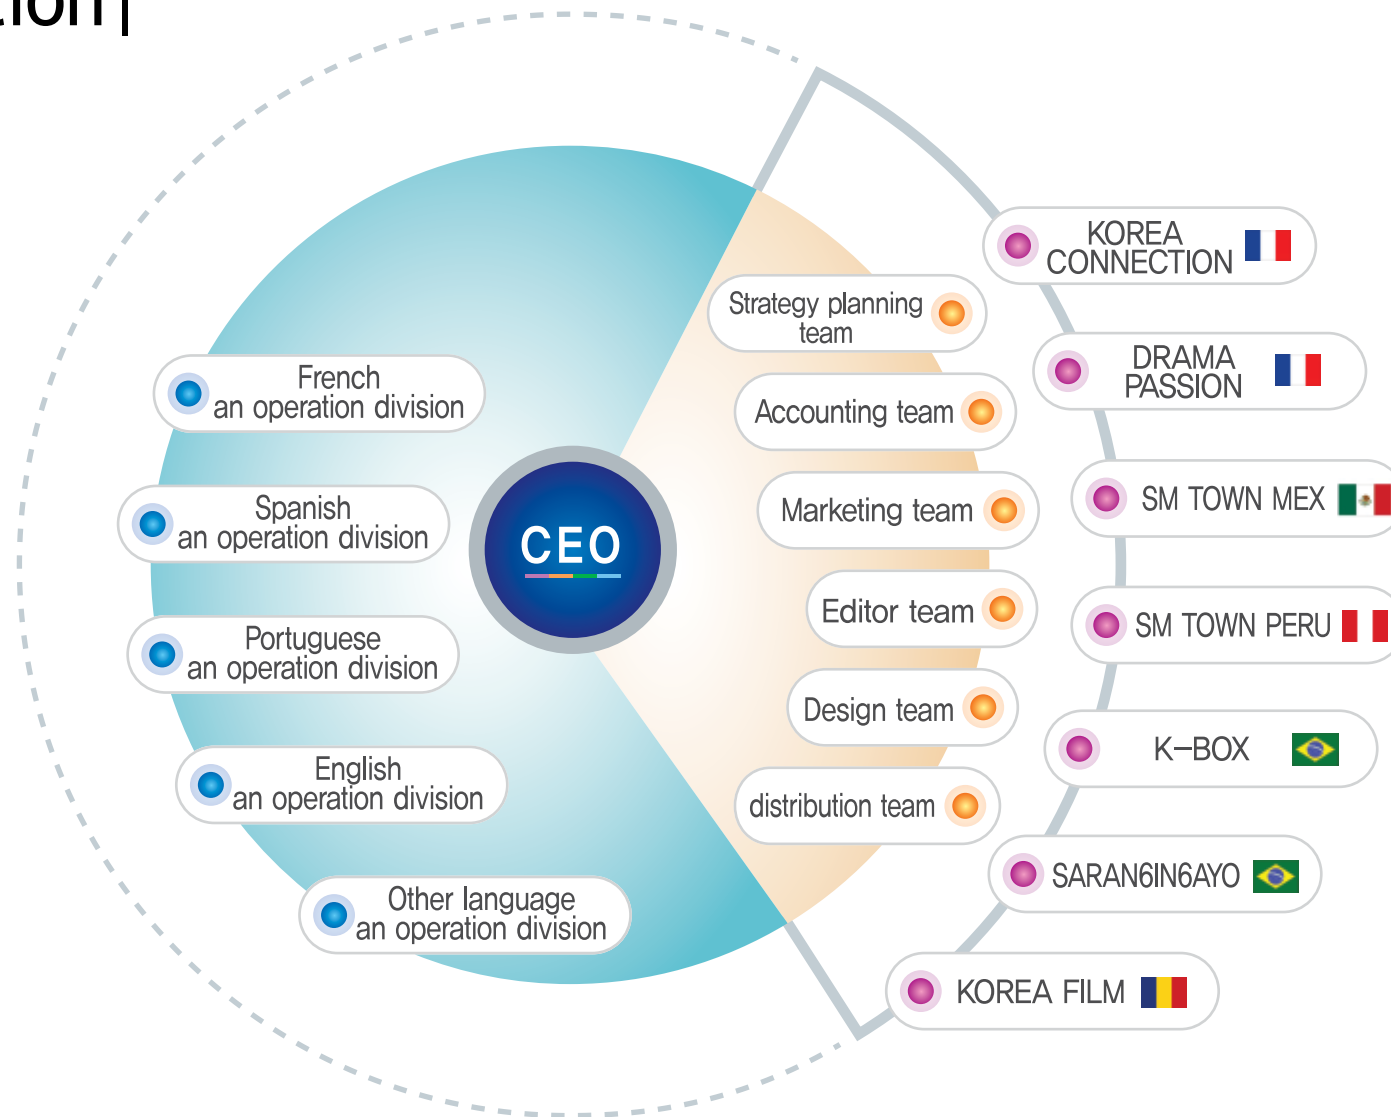 French
an operation division
Spanish
an operation division
Portuguese
an operation division
English
an operation division
Other language
an operation division
CEO
Strategy planning
team
Accounting team
Marketing team
Editor team
Design team
distribution team
KOREA
CONNECTION
DRAMA
PASSION
SM TOWN MEX
SM TOWN PERU
K-BOX
SARAN6IN6AYO
KOREA FILM